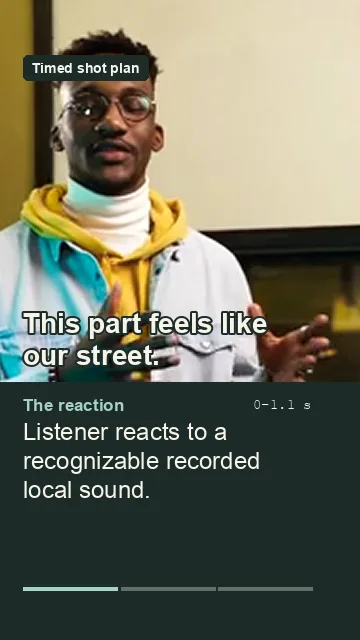 Timed shot plan
This part feels like
our street.
The reaction
0–1.1 s
Listener reacts to a
recognizable recorded
local sound.